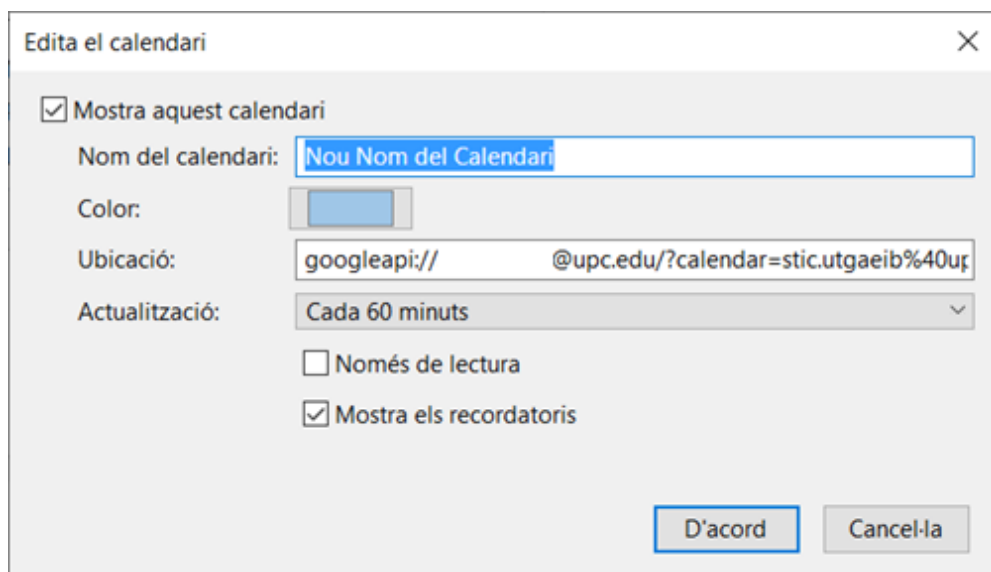 Edita el calendari
Mostra aquest calendari
Nom del calendari: Nou Nom del Calendari
Color:
Ubicació: googleapi:// @upc.edu/?calendar=stic.utgaeib%40up
Actualització: Cada 60 minuts
Només de lectura
Mostra els recordatoris
D'acord Cancel·la